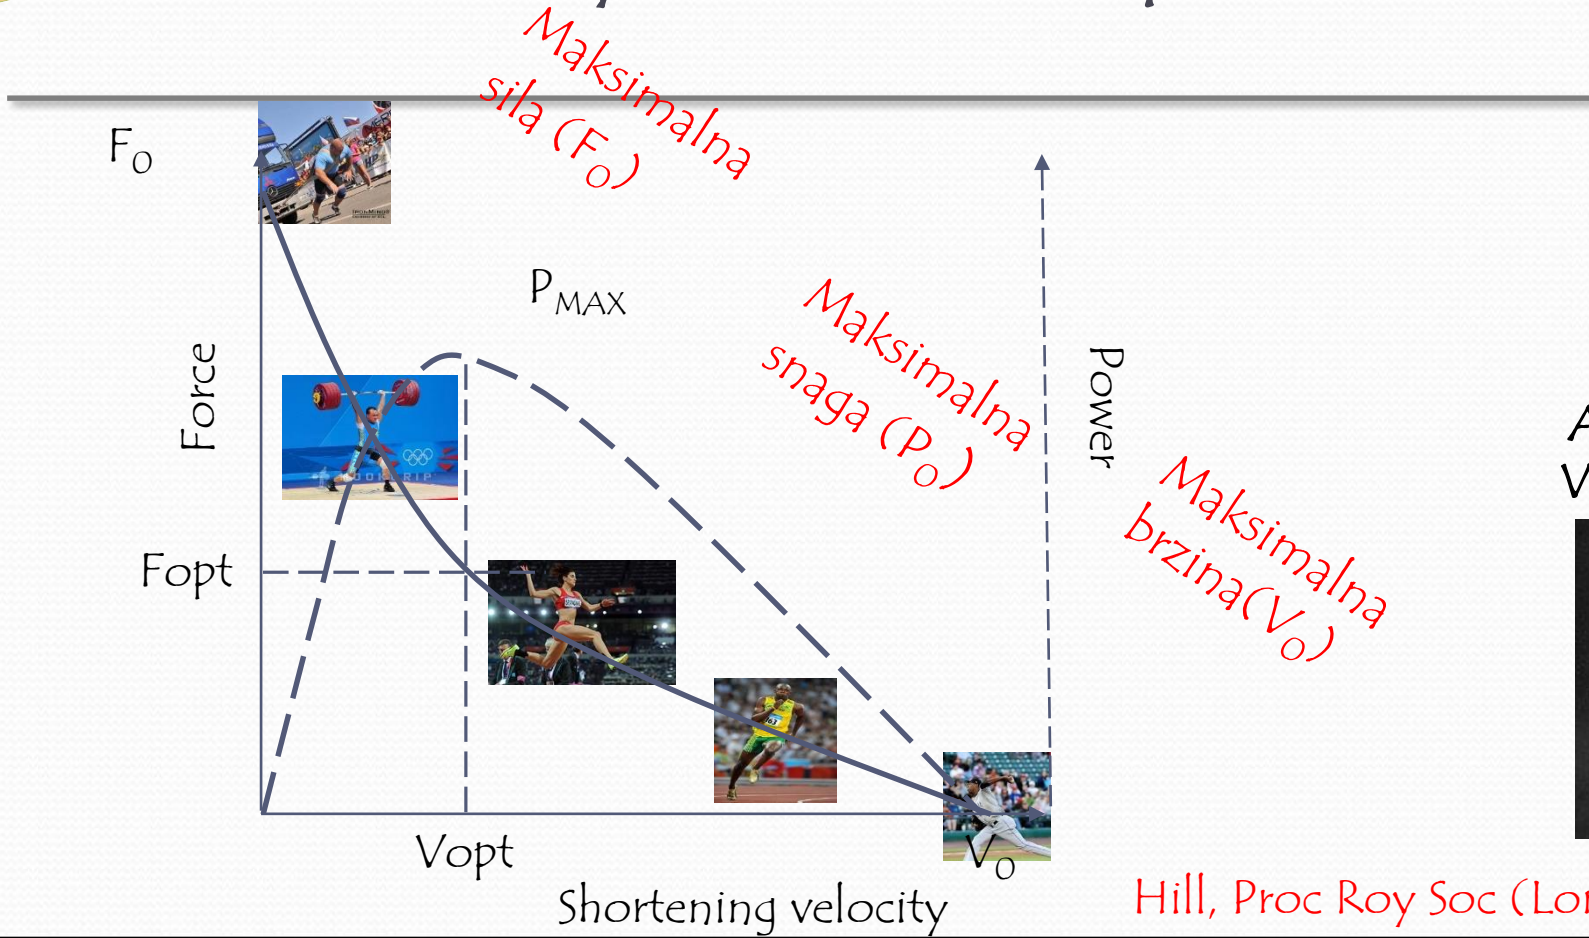 Maksimalna
sila (F0)
F0
PMAX
Maksimalna
snaga (P0)
Force
Power
Maksimalna
brzina(V0)
Fopt
Vopt
V0
Shortening velocity
Hill, Proc Roy Soc (Lo